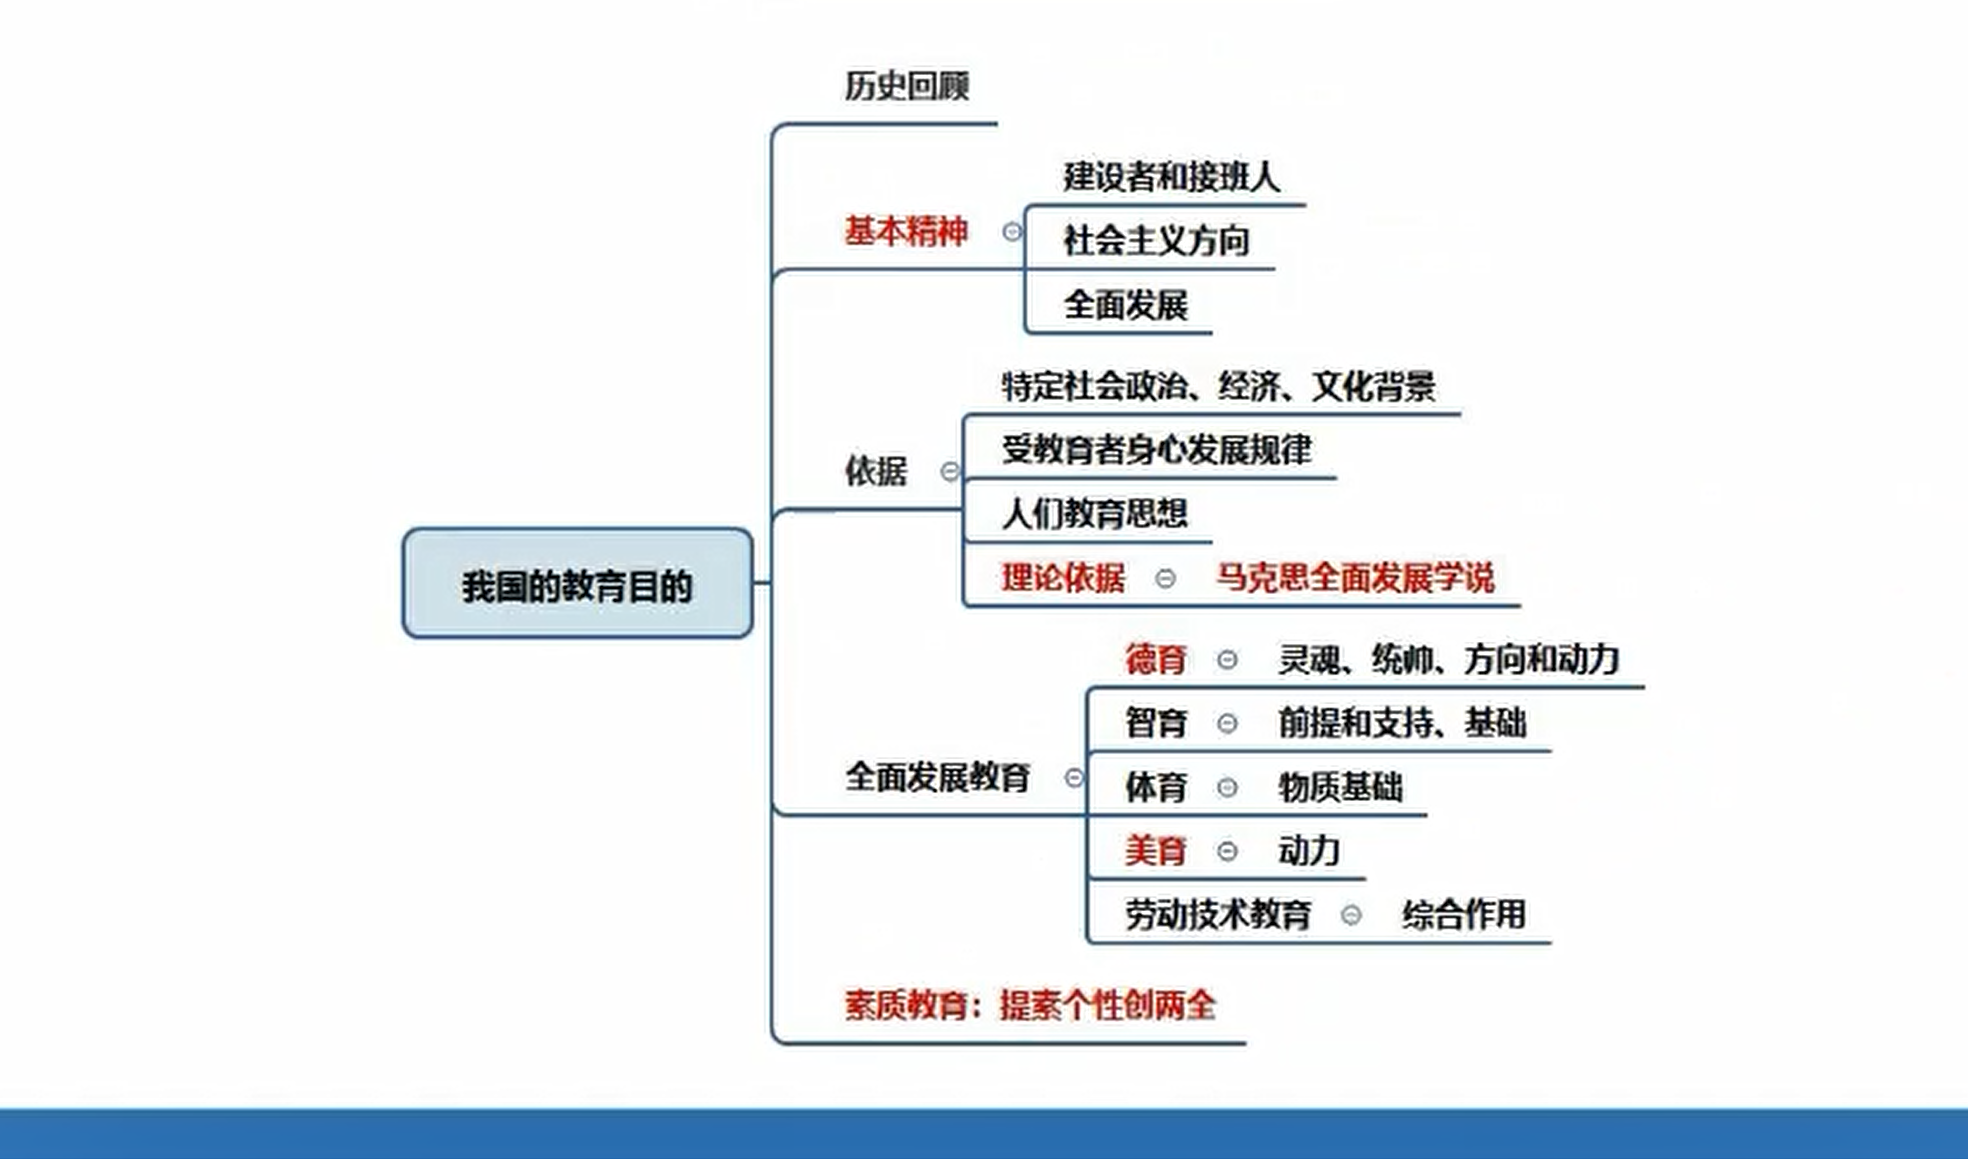 历史回顾
建设者和接班人
基本精神
社会主义方向
全面发展
特定社会政治、经济、文化背景
受教育者身心发展规律
依据
人们教育思想
理论依据 马克思全面发展学说
我国的教育目的
德育 灵魂、统帅、方向和动力
智育 前提和支持、基础
全面发展教育
体育 物质基础
美育 动力
劳动技术教育 综合作用
素质教育：提素个性创两全